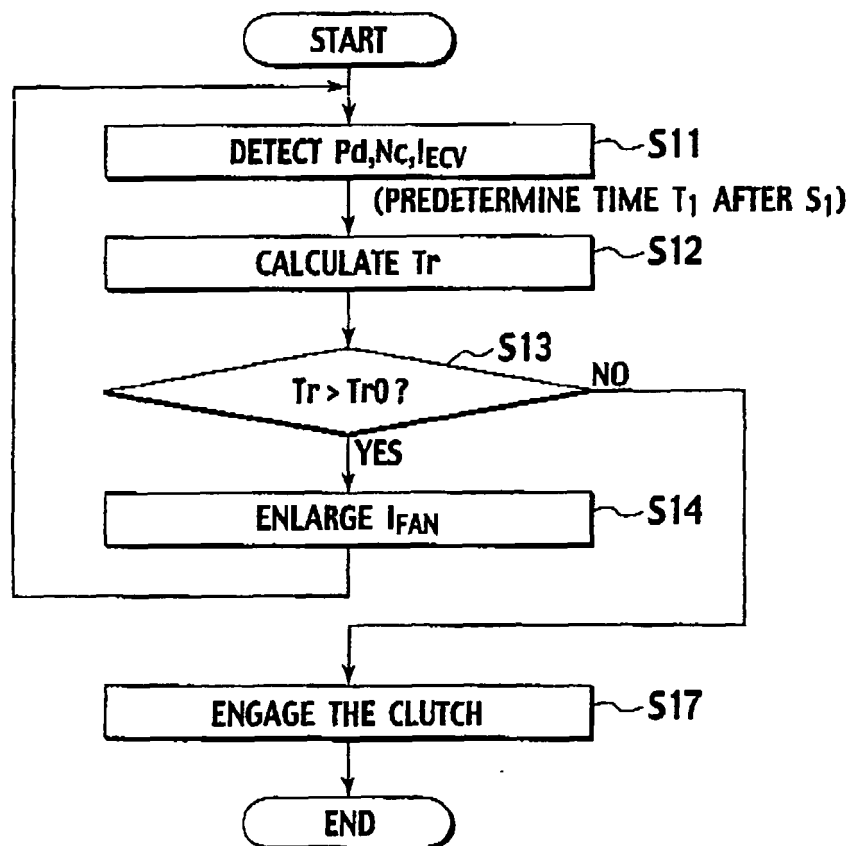 START
DETECT Pd,Nc,IECV
S11
(PREDETERMINE TIME T1 AFTER S1)
CALCULATE Tr
S12
S13
Tr > Tr0 ?
NO
YES
ENLARGE IFAN
S14
ENGAGE THE CLUTCH
S17
END